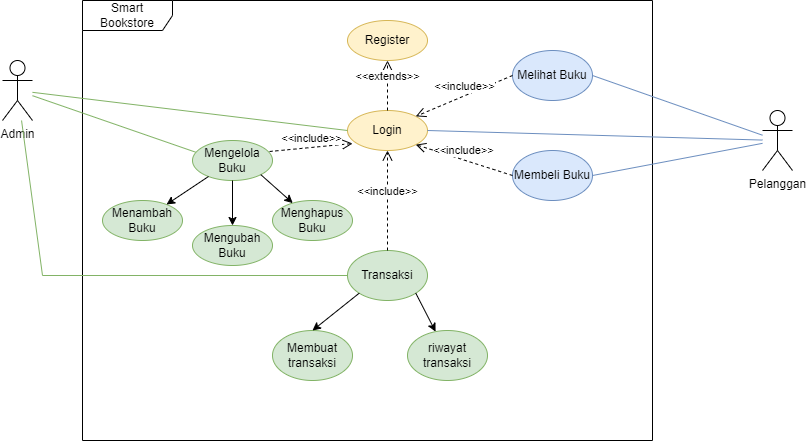 Smart
Bookstore
Register
<<extends>>
Melihat Buku
<<include>>
Admin
Login
<<include>>
Mengelola
Buku
<<include>>
Membeli Buku
Pelanggan
<<include>>
Menambah
Buku
Mengubah
Buku
Menghapus
Buku
Transaksi
Membuat
transaksi
riwayat
transaksi